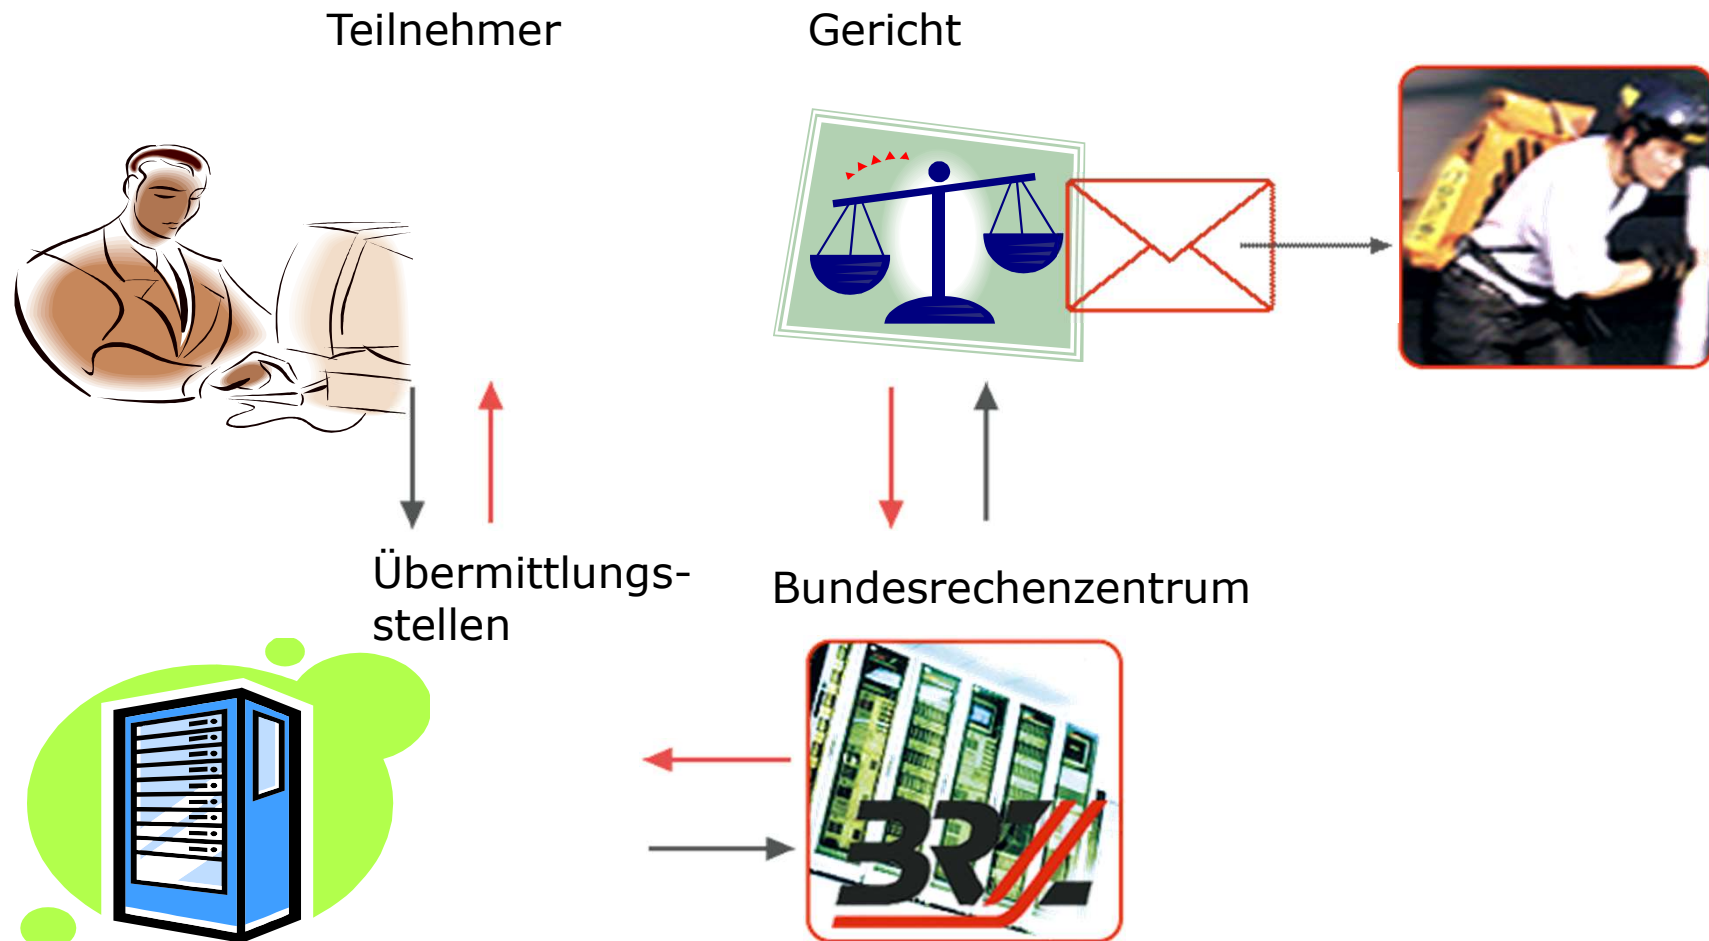 Teilnehmer
Gericht
Übermittlungs-
stellen
Bundesrechenzentrum
BRZ